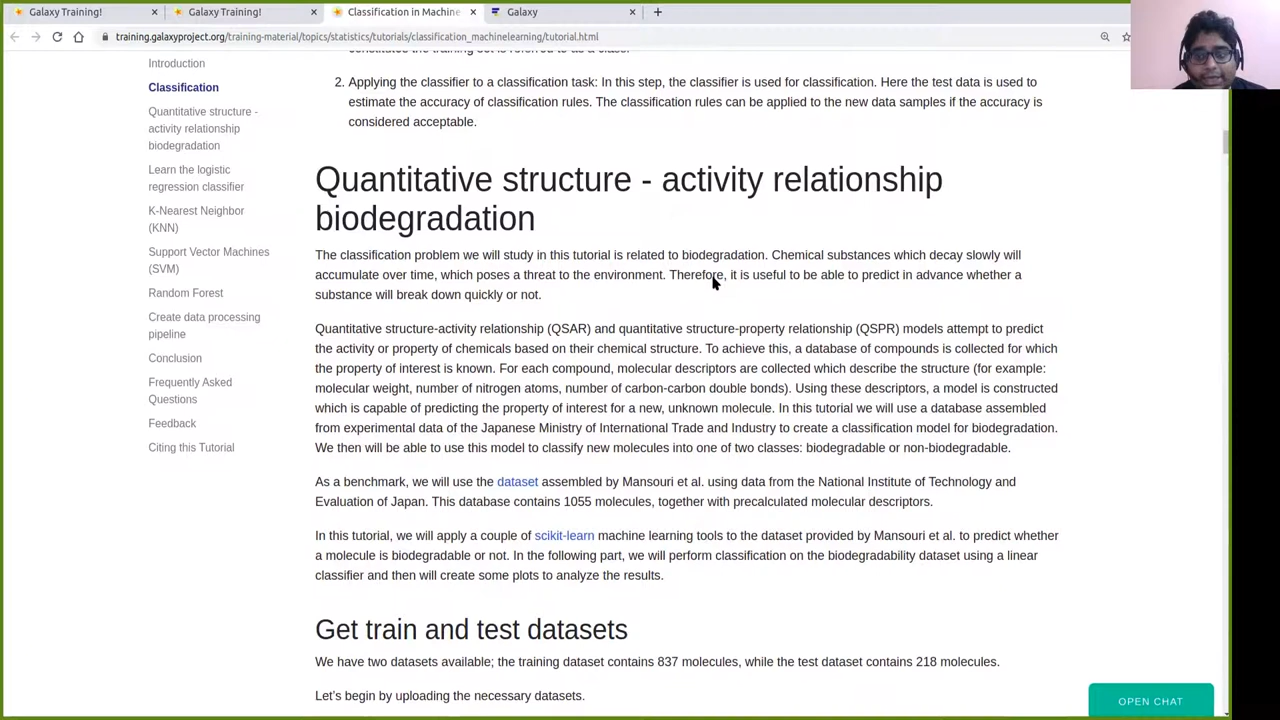 Galaxy Training!
Galaxy Training!
Classification in Machine
Galaxy
training.galaxyproject.org/training-material/topics/statistics/tutorials/classification_machinelearning/tutorial.html
Introduction
Classification
Quantitative structure -
activity relationship
biodegradation
Learn the logistic
regression classifier
K-Nearest Neighbor
(KNN)
Support Vector Machines
(SVM)
Random Forest
Create data processing
pipeline
Conclusion
Frequently Asked
Questions
Feedback
Citing this Tutorial
constitutes the training set is referred to as a class.
2. Applying the classifier to a classification task: In this step, the classifier is used for classification. Here the test data is used to
estimate the accuracy of classification rules. The classification rules can be applied to the new data samples if the accuracy is
considered acceptable.
Quantitative structure - activity relationship
biodegradation
The classification problem we will study in this tutorial is related to biodegradation. Chemical substances which decay slowly will
accumulate over time, which poses a threat to the environment. Therefore, it is useful to be able to predict in advance whether a
substance will break down quickly or not.
Quantitative structure-activity relationship (QSAR) and quantitative structure-property relationship (QSPR) models attempt to predict
the activity or property of chemicals based on their chemical structure. To achieve this, a database of compounds is collected for which
the property of interest is known. For each compound, molecular descriptors are collected which describe the structure (for example:
molecular weight, number of nitrogen atoms, number of carbon-carbon double bonds). Using these descriptors, a model is constructed
which is capable of predicting the property of interest for a new, unknown molecule. In this tutorial we will use a database assembled
from experimental data of the Japanese Ministry of International Trade and Industry to create a classification model for biodegradation.
We then will be able to use this model to classify new molecules into one of two classes: biodegradable or non-biodegradable.
As a benchmark, we will use the dataset assembled by Mansouri et al. using data from the National Institute of Technology and
Evaluation of Japan. This database contains 1055 molecules, together with precalculated molecular descriptors.
In this tutorial, we will apply a couple of scikit-learn machine learning tools to the dataset provided by Mansouri et al. to predict whether
a molecule is biodegradable or not. In the following part, we will perform classification on the biodegradability dataset using a linear
classifier and then will create some plots to analyze the results.
Get train and test datasets
We have two datasets available; the training dataset contains 837 molecules, while the test dataset contains 218 molecules.
Let's begin by uploading the necessary datasets.
OPEN CHAT